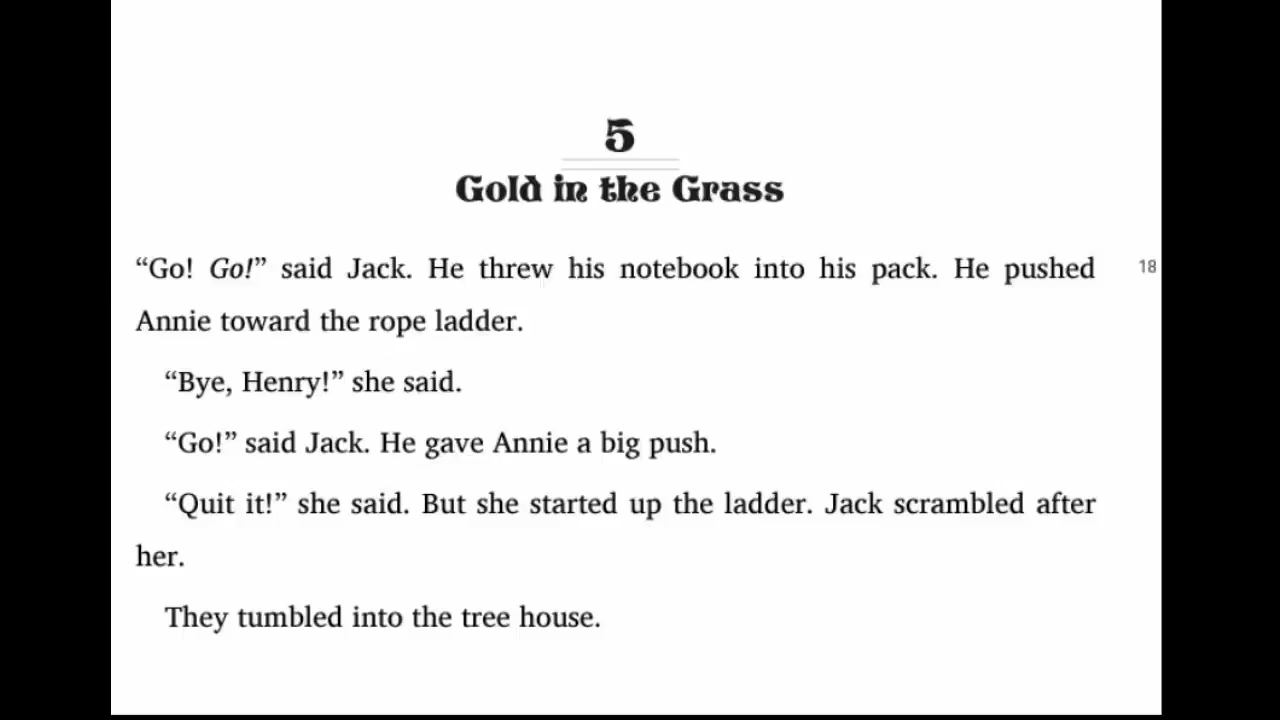 5
Gold in the Grass
“Go! Go!” said Jack. He threw his notebook into his pack. He pushed
18
Annie toward the rope ladder.
“Bye, Henry!” she said.
“Go!” said Jack. He gave Annie a big push.
“Quit it!” she said. But she started up the ladder. Jack scrambled after
her.
They tumbled into the tree house.